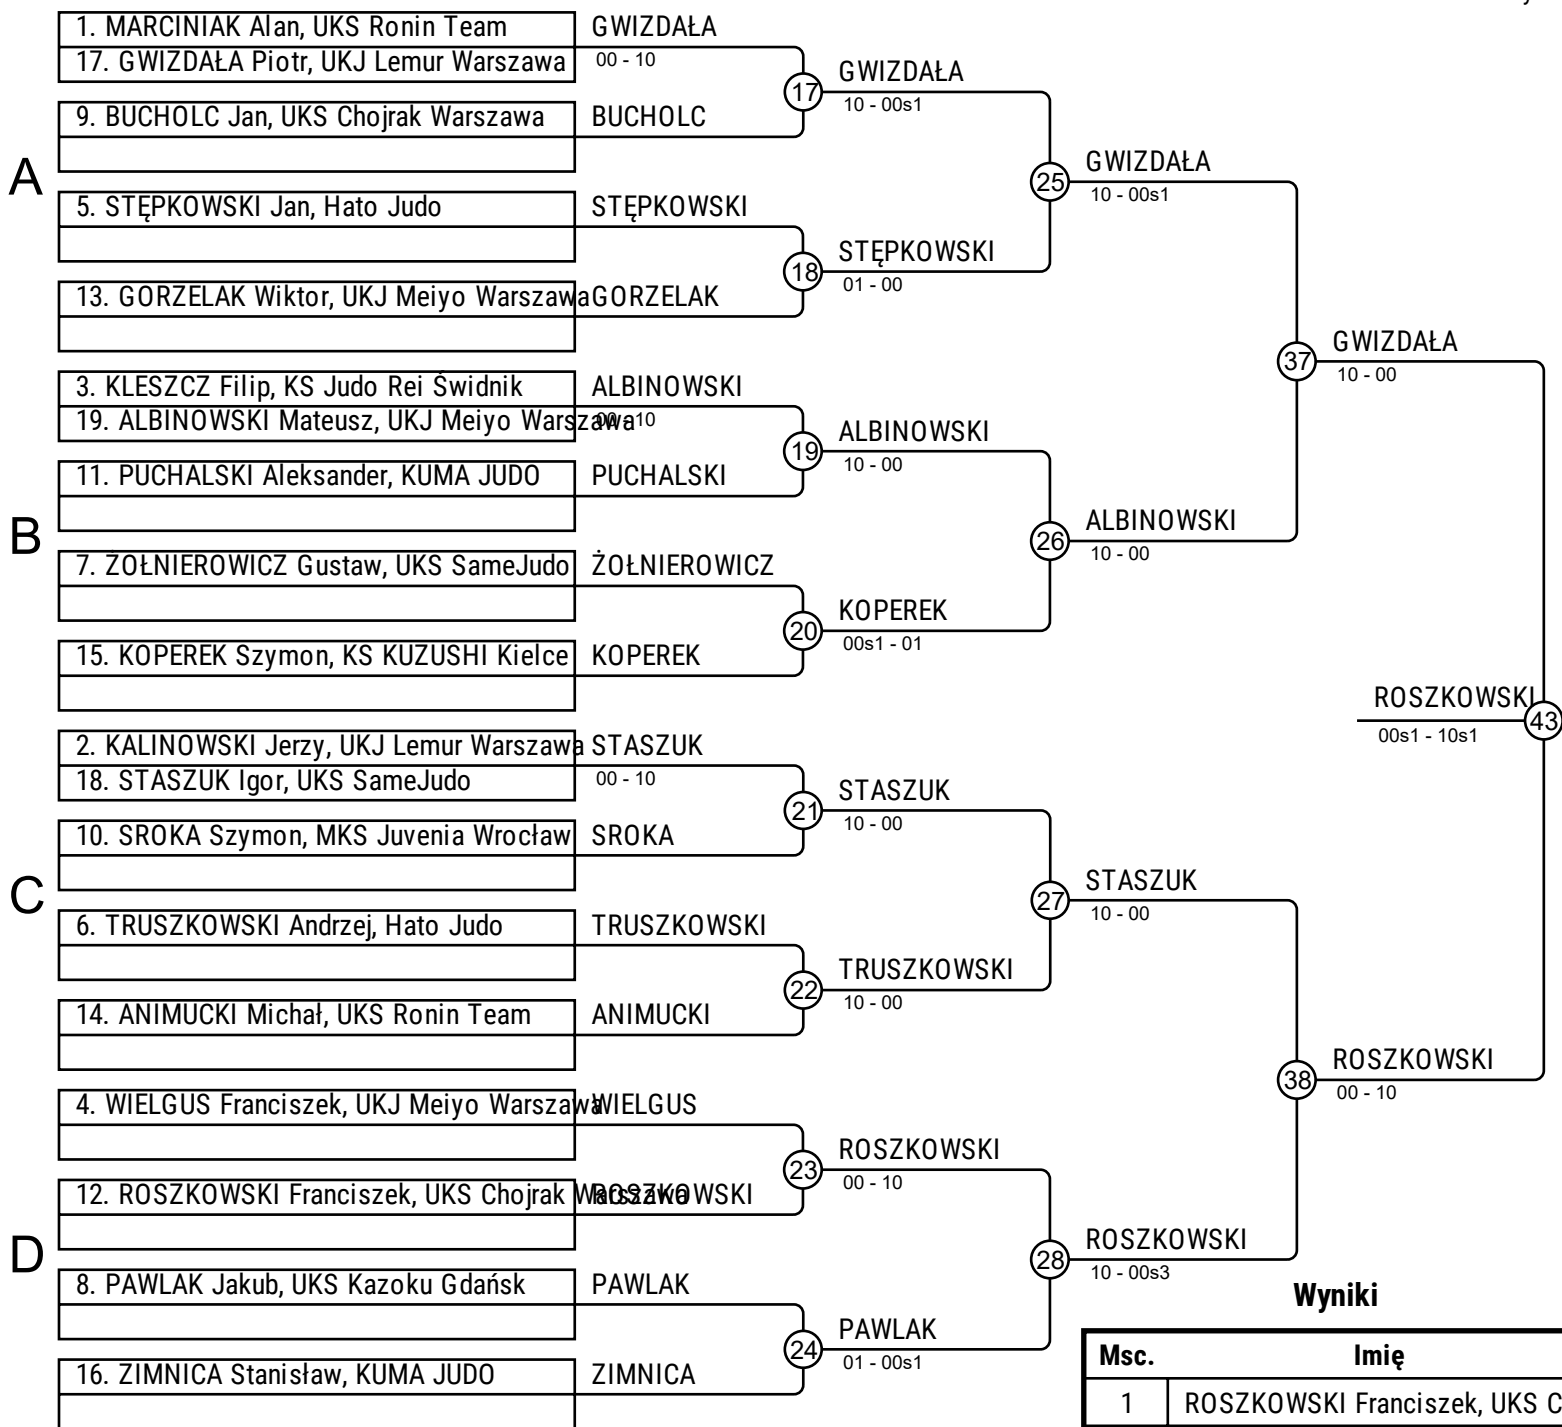 1. MARCINIAK Alan, UKS Ronin Team
GWIZDAŁA
17. GWIZDAŁA Piotr, UKJ Lemur Warszawa
00 - 10
17
GWIZDAŁA
10 - 00s1
9. BUCHOLC Jan, UKS Chojrak Warszawa
BUCHOLC
A
25
GWIZDAŁA
10 - 00s1
5. STĘPKOWSKI Jan, Hato Judo
STĘPKOWSKI
18
STĘPKOWSKI
01 - 00
13. GORZELAK Wiktor, UKJ Meiyo Warszawa
GORZELAK
37
GWIZDAŁA
10 - 00
3. KLESZCZ Filip, KS Judo Rei Świdnik
ALBINOWSKI
19. ALBINOWSKI Mateusz, UKJ Meiyo Warszawa
00 - 10
19
ALBINOWSKI
10 - 00
11. PUCHALSKI Aleksander, KUMA JUDO
PUCHALSKI
B
26
ALBINOWSKI
10 - 00
7. ŻOŁNIEROWICZ Gustaw, UKS SameJudo
ŻOŁNIEROWICZ
20
KOPEREK
00s1 - 01
15. KOPEREK Szymon, KS KUZUSHI Kielce
KOPEREK
ROSZKOWSKI
43
00s1 - 10s1
2. KALINOWSKI Jerzy, UKJ Lemur Warszawa
STASZUK
18. STASZUK Igor, UKS SameJudo
00 - 10
21
STASZUK
10 - 00
10. SROKA Szymon, MKS Juvenia Wrocław
SROKA
C
27
STASZUK
10 - 00
6. TRUSZKOWSKI Andrzej, Hato Judo
TRUSZKOWSKI
22
TRUSZKOWSKI
10 - 00
14. ANIMUCKI Michał, UKS Ronin Team
ANIMUCKI
38
ROSZKOWSKI
00 - 10
4. WIELGUS Franciszek, UKJ Meiyo Warszawa
WIELGUS
23
ROSZKOWSKI
00 - 10
12. ROSZKOWSKI Franciszek, UKS Chojrak Warszawa
ROSZKOWSKI
D
28
ROSZKOWSKI
10 - 00s3
8. PAWLAK Jakub, UKS Kazoku Gdańsk
PAWLAK
24
PAWLAK
01 - 00s1
16. ZIMNICA Stanisław, KUMA JUDO
ZIMNICA
Wyniki
Msc.
Imię
1
ROSZKOWSKI Franciszek, UKS C